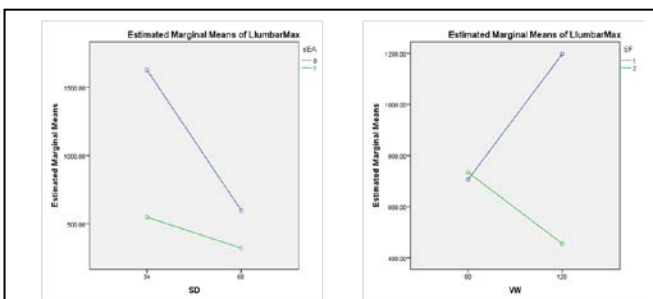 Estimated Marginal Means of LlumbarMax
sEA
0
1
Estimated Marginal Means
1500.00
1000.00
500.00
34
68
SD
Estimated Marginal Means of LlumbarMax
SF
1
2
Estimated Marginal Means
1200.00
1000.00
800.00
600.00
400.00
80
120
VW